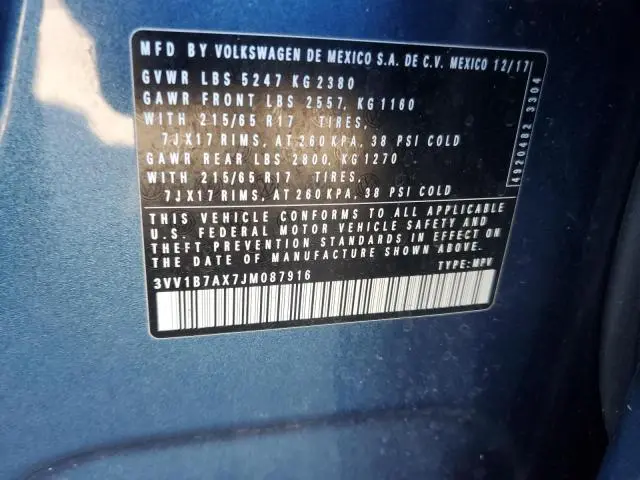 MFD BY VOLKSWAGEN DE MEXICO S.A. DE C.V. MEXICO 12/17
GVWR LBS 5247 KG 2380
GAWR FRONT LBS 2557, KG 1160
WITH 215/65 R17 TIRES,
7JX17 RIMS, AT 260 KPA, 38 PSI COLD
GAWR REAR LBS 2800, KG 1270
WITH 215/65 R17 TIRES,
7JX17 RIMS, AT 260 KPA, 38 PSI COLD
THIS VEHICLE CONFORMS TO ALL APPLICABLE
U.S. FEDERAL MOTOR VEHICLE SAFETY AND
THEFT PREVENTION STANDARDS IN EFFECT ON
THE DATE OF MANUFACTURE SHOWN ABOVE.
3VV1B7AX7JM087916 TYPE: MPV
4920482 3304